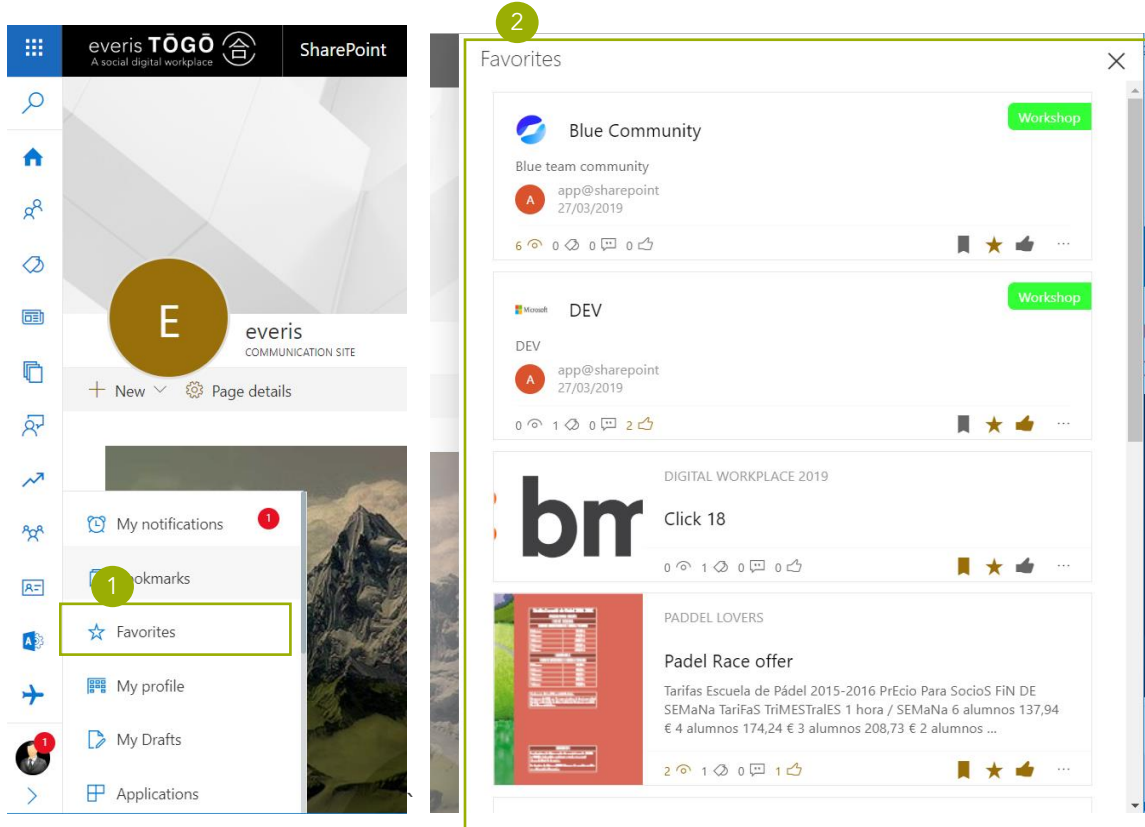 everis TŌGŌ 合
A social digital workplace
SharePoint
E
everis
COMMUNICATION SITE
New
Page details
My notifications
1
1
Favorites
My profile
My Drafts
1
Applications
2
Favorites
Blue Community
Workshop
Blue team community
A
app@sharepoint
27/03/2019
6 0 0 0
...
Microsoft
DEV
Workshop
DEV
A
app@sharepoint
27/03/2019
0 1 0 2
...
bm
DIGITAL WORKPLACE 2019
Click 18
0 1 0 0
...
PADDEL LOVERS
Padel Race offer
Tarifas Escuela de Pádel 2015-2016 PrEcio Para SocioS FiN DE
SEMaNa TariFaS TriMESTralES 1 hora / SEMaNa 6 alumnos 137,94
€ 4 alumnos 174,24 € 3 alumnos 208,73 € 2 alumnos ...
2 1 0 1
...